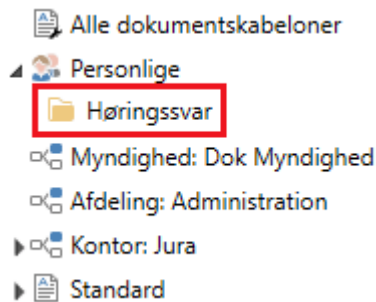 Alle dokumentskabeloner
Personlige
Høringssvar
Myndighed: Dok Myndighed
Afdeling: Administration
Kontor: Jura
Standard